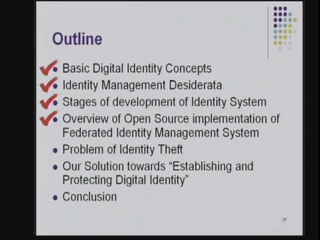 Outline
Basic Digital Identity Concepts
Identity Management Desiderata
Stages of development of Identity System
Overview of Open Source implementation of
Federated Identity Management System
Problem of Identity Theft
Our Solution towards “Establishing and
Protecting Digital Identity”
Conclusion